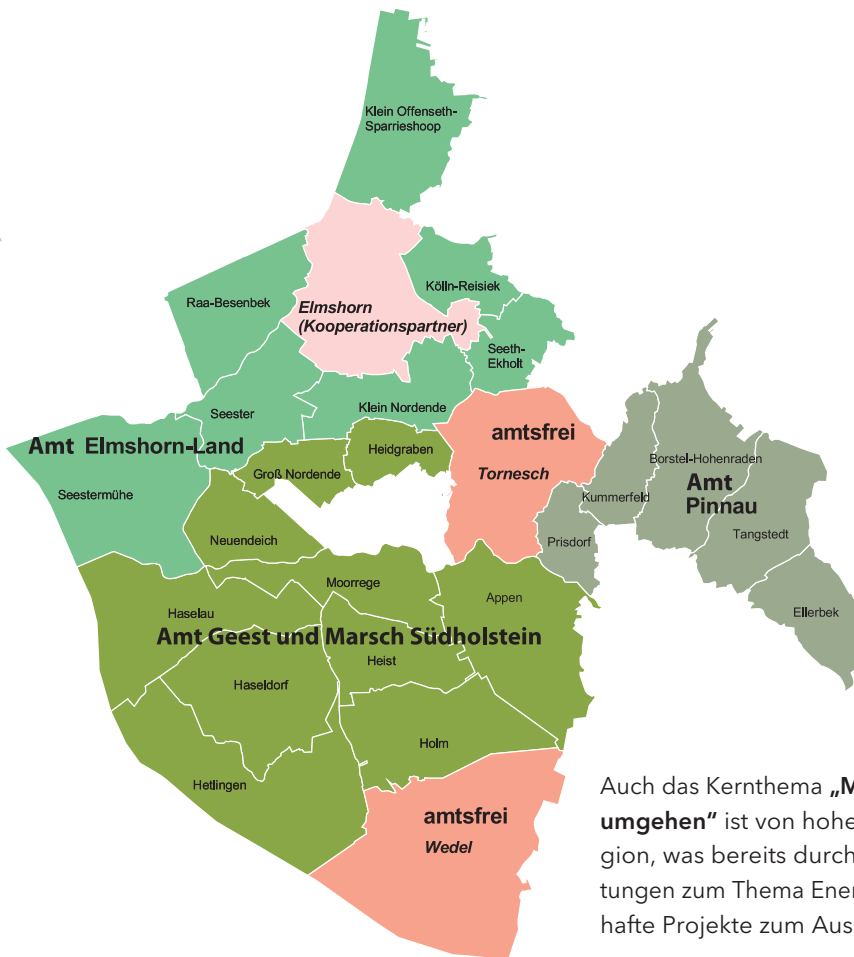 Klein Offenseth-
Sparrieshoop
Kölln-Reisiek
Raa-Besenbek
Elmshorn
(Kooperationspartner)
Seeth-
Ekholt
Seester
Klein Nordende
Amt Elmshorn-Land
amtsfrei
Tornesch
Heidgraben
Groß Nordende
Seestermühe
Borstel-Hohenraden
Amt
Pinnau
Kummerfeld
Tangstedt
Neuendeich
Prisdorf
Moorrege
Appen
Haselau
Ellerbek
Amt Geest und Marsch Südholstein
Heist
Haseldorf
Holm
Hetlingen
amtsfrei
Wedel
Auch das Kernthema „M
umgehen“ ist von hohe
gion, was bereits durch
tungen zum Thema Ener
hafte Projekte zum Aus